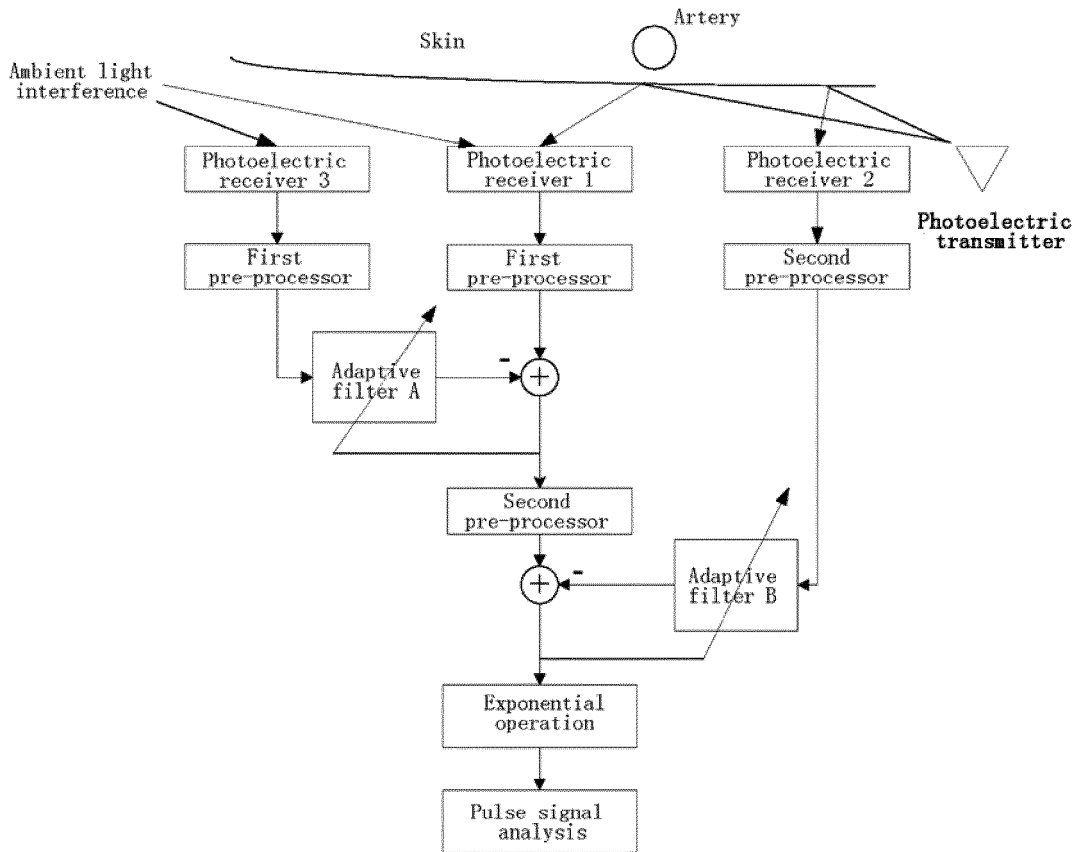 Artery
Skin
Ambient light
interference
Photoelectric
receiver 3
Photoelectric
receiver 1
Photoelectric
receiver 2
Photoelectric
transmitter
First
pre-processor
First
pre-processor
Second
pre-processor
Adaptive
filter A
-
+
Second
pre-processor
-
+
Adaptive
filter B
Exponential
operation
Pulse signal
analysis